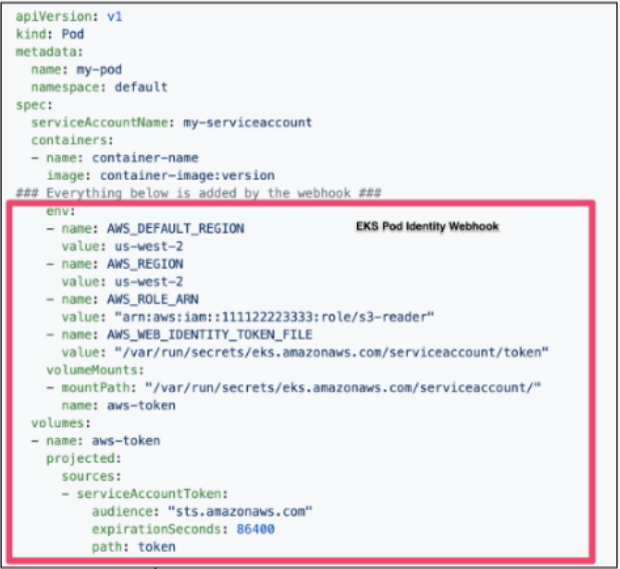 apiVersion: v1
kind: Pod
metadata:
  name: my-pod
  namespace: default
spec:
  serviceAccountName: my-serviceaccount
  containers:
  - name: container-name
    image: container-image:version
### Everything below is added by the webhook ###
    env:
    - name: AWS_DEFAULT_REGION EKS Pod Identity Webhook
      value: us-west-2
    - name: AWS_REGION
      value: us-west-2
    - name: AWS_ROLE_ARN
      value: "arn:aws:iam::111122223333:role/s3-reader"
    - name: AWS_WEB_IDENTITY_TOKEN_FILE
      value: "/var/run/secrets/eks.amazonaws.com/serviceaccount/token"
    volumeMounts:
    - mountPath: "/var/run/secrets/eks.amazonaws.com/serviceaccount/"
      name: aws-token
  volumes:
  - name: aws-token
    projected:
      sources:
      - serviceAccountToken:
          audience: "sts.amazonaws.com"
          expirationSeconds: 86400
          path: token